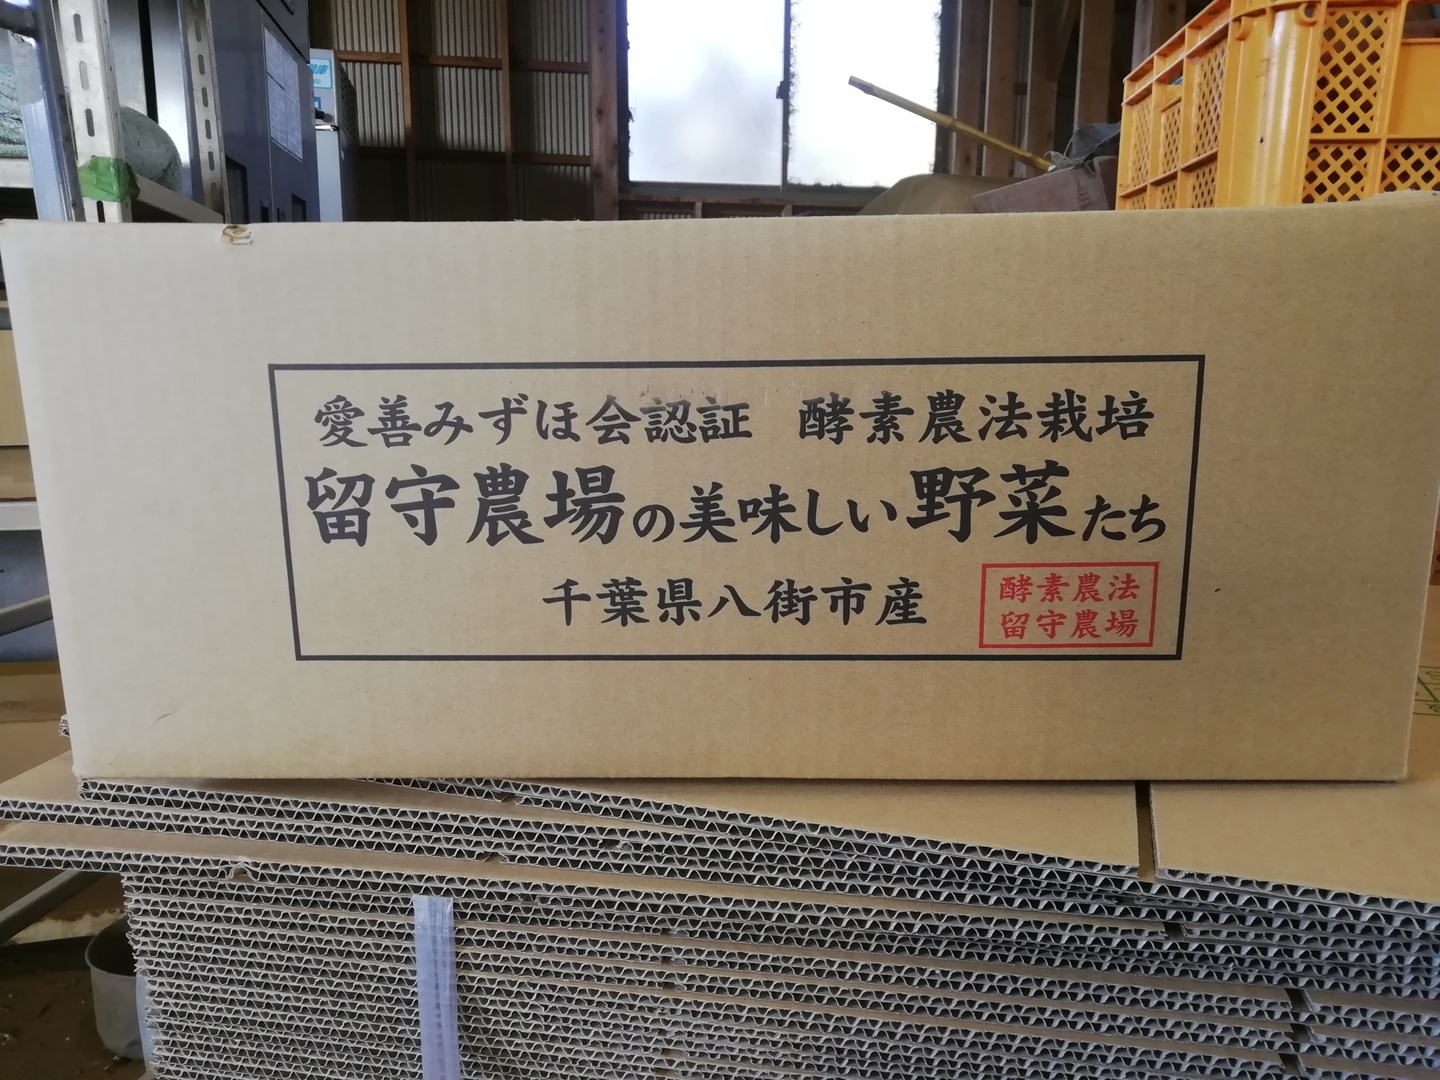 愛善みずほ会認証　酵素農法栽培
留守農場の美味しい野菜たち
千葉県八街市産
酵素農法
留守農場